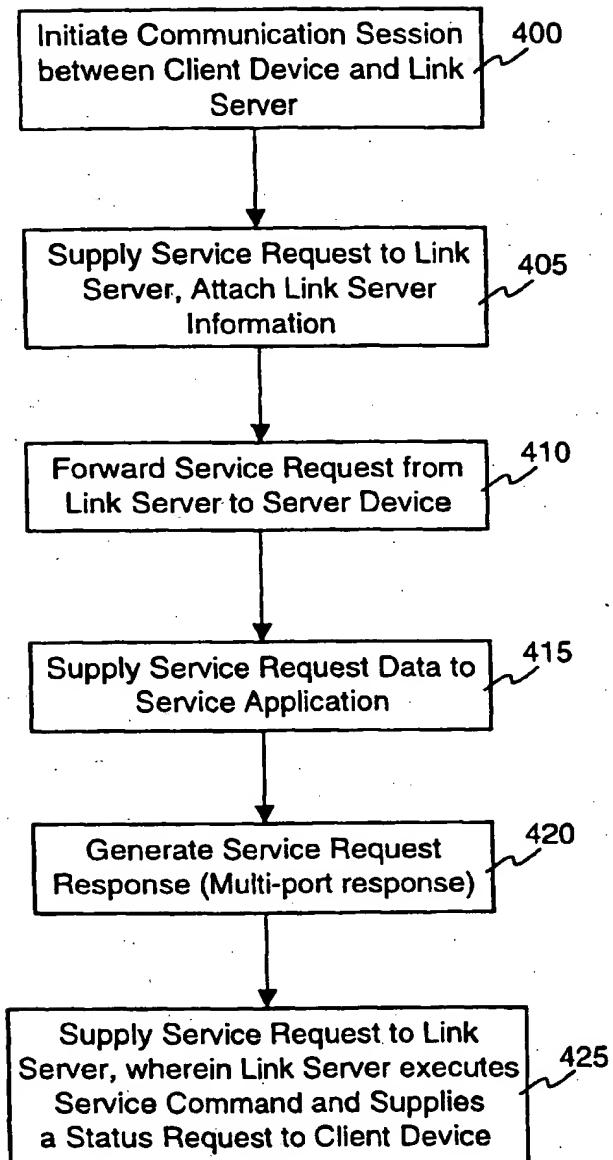 Initiate Communication Session
between Client Device and Link
Server
400
Supply Service Request to Link
Server, Attach Link Server
Information
405
Forward Service Request from
Link Server to Server Device
410
Supply Service Request Data to
Service Application
415
Generate Service Request
Response (Multi-port response)
420
Supply Service Request to Link
Server, wherein Link Server executes
Service Command and Supplies
a Status Request to Client Device
425